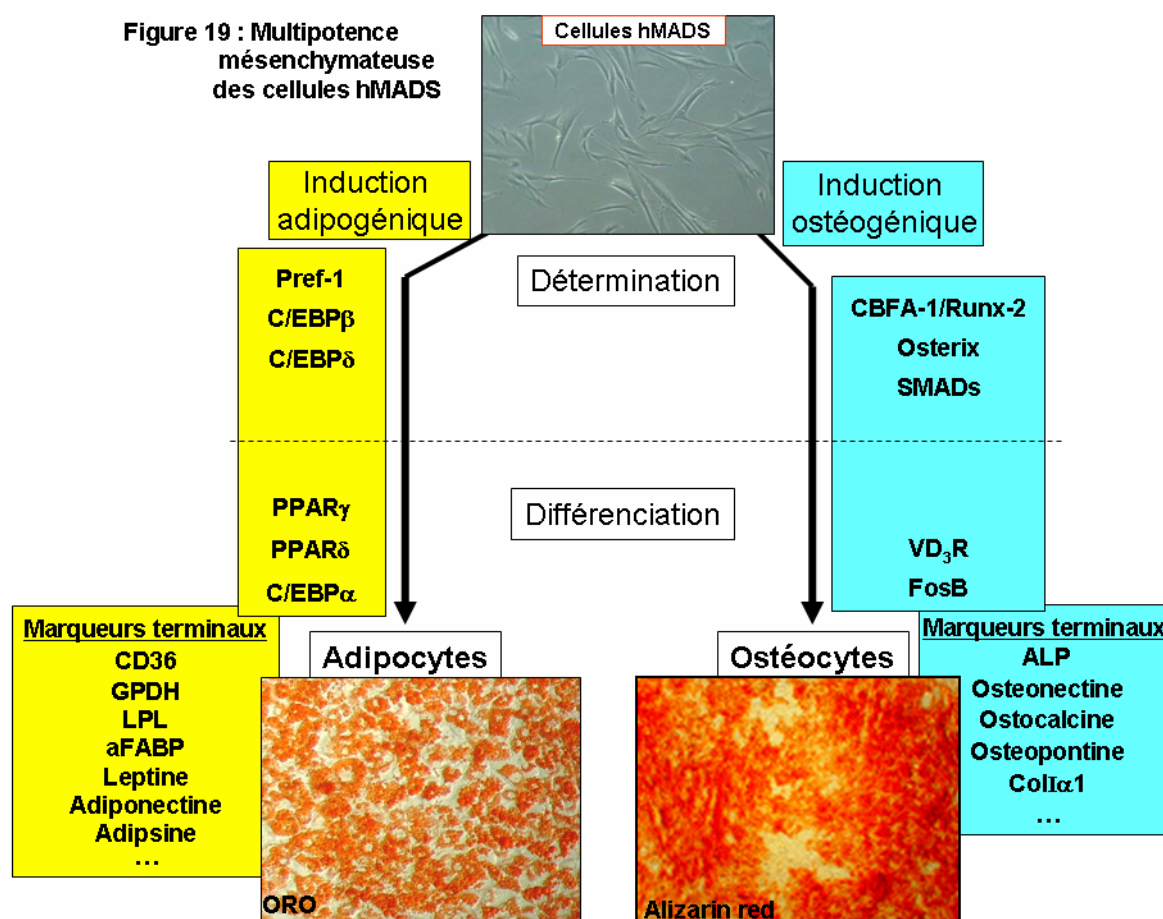 Figure 19 : Multipotence
mésenchymateuse
des cellules hMADS
Cellules hMADS
Induction
adipogénique
Induction
ostéogénique
Détermination
Pref-1
C/EBPβ
C/EBPδ
CBFA-1/Runx-2
Osterix
SMADs
Différenciation
PPARγ
PPARδ
C/EBPα
VD₃R
FosB
Marqueurs terminaux
CD36
GPDH
LPL
aFABP
Leptine
Adiponectine
Adipsine
…
Adipocytes
ORO
Ostéocytes
Alizarin red
Marqueurs terminaux
ALP
Osteonectine
Ostocalcine
Osteopontine
ColIα1
…